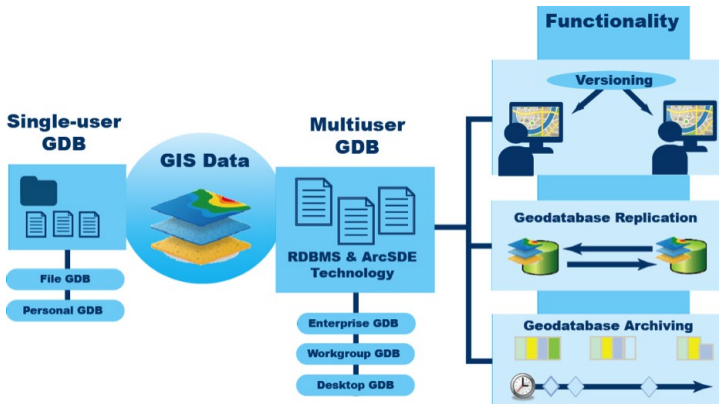 Functionality
Versioning
Single-user
GDB
GIS Data
Multiuser
GDB
RDBMS & ArcSDE
Technology
File GDB
Personal GDB
Enterprise GDB
Workgroup GDB
Desktop GDB
Geodatabase Replication
Geodatabase Archiving